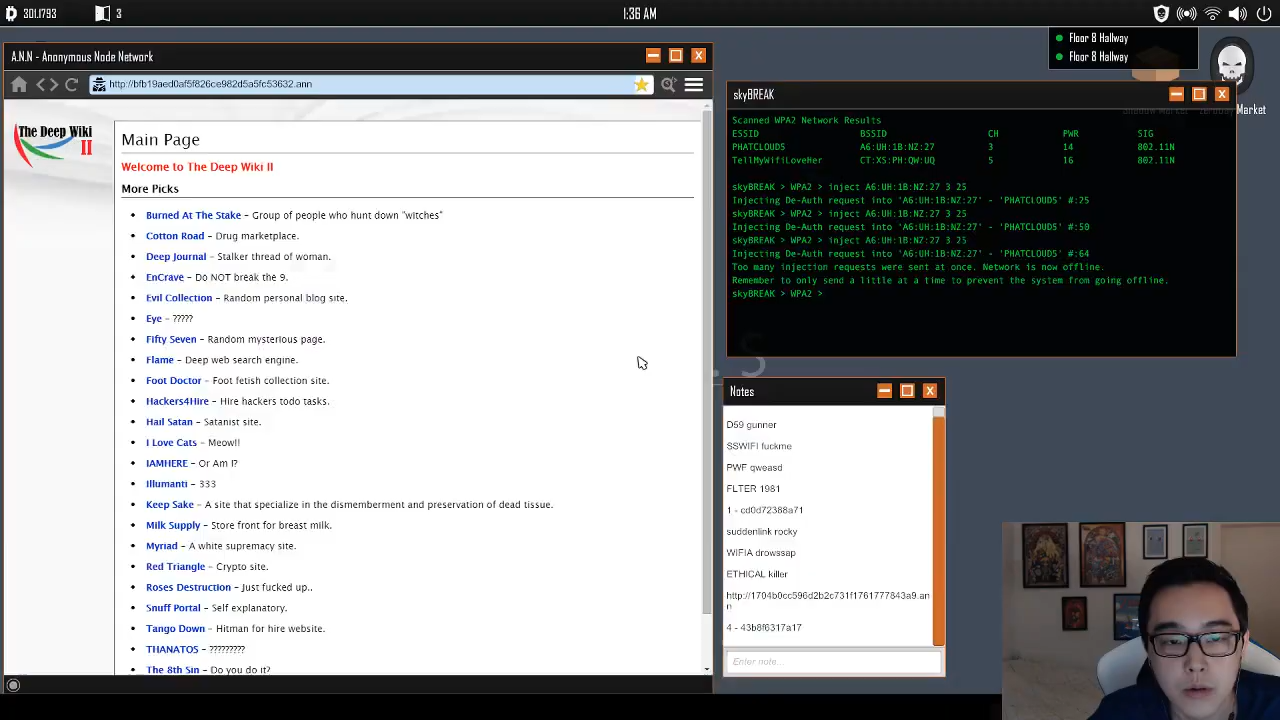 301.1793
3
1:36 AM
Floor 8 Hallway
Floor 8 Hallway
A.N.N - Anonymous Node Network
http://bfb19aed0af5f826ce982d5a5fc53632.ann
The Deep Wiki
II
Main Page
Welcome to The Deep Wiki II
More Picks
Burned At The Stake - Group of people who hunt down "witches"
Cotton Road - Drug marketplace.
Deep Journal - Stalker thread of woman.
EnCrave - Do NOT break the 9.
Evil Collection - Random personal blog site.
Eye - ?????
Fifty Seven - Random mysterious page.
Flame - Deep web search engine.
Foot Doctor - Foot fetish collection site.
Hackers4Hire - Hire hackers todo tasks.
Hail Satan - Satanist site.
I Love Cats - Meow!!
IAMHERE - Or Am I?
Illumanti - 333
Keep Sake - A site that specialize in the dismemberment and preservation of dead tissue.
Milk Supply - Store front for breast milk.
Myriad - A white supremacy site.
Red Triangle - Crypto site.
Roses Destruction - Just fucked up..
Snuff Portal - Self explanatory.
Tango Down - Hitman for hire website.
THANATOS - ?????????
The 8th Sin - Do you do it?
skyBREAK
Scanned WPA2 Network Results
ESSID BSSID CH PWR SIG
PHATCLOUDS A6:UH:1B:NZ:27 3 14 802.11N
TellMyWifiLoveHer CT:XS:PH:QW:UQ 5 16 802.11N
skyBREAK > WPA2 > inject A6:UH:1B:NZ:27 3 25
Injecting De-Auth request into 'A6:UH:1B:NZ:27' - 'PHATCLOUDS' #:25
skyBREAK > WPA2 > inject A6:UH:1B:NZ:27 3 25
Injecting De-Auth request into 'A6:UH:1B:NZ:27' - 'PHATCLOUDS' #:50
skyBREAK > WPA2 > inject A6:UH:1B:NZ:27 3 25
Injecting De-Auth request into 'A6:UH:1B:NZ:27' - 'PHATCLOUDS' #:64
Too many injection requests were sent at once. Network is now offline.
Remember to only send a little at a time to prevent the system from going offline.
skyBREAK > WPA2 >
Notes
D59 gunner
SSWIFI fuckme
PWF qweasd
FLTER 1981
1 - cd0d72388a71
suddenlink rocky
WIFIA drowssap
ETHICAL killer
http://1704b0cc596d2b2c731f1761777843a9.an
n
4 - 43b8f6317a17
Enter note...